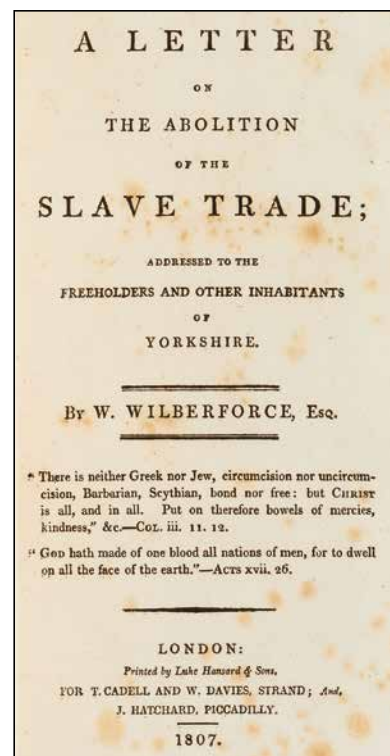 A LETTER
ON
THE ABOLITION
OF THE
SLAVE TRADE;
ADDRESSED TO THE
FREEHOLDERS AND OTHER INHABITANTS
OF
YORKSHIRE.
BY W. WILBERFORCE, ESQ.
“ There is neither Greek nor Jew, circumcision nor uncircum-
cision, Barbarian, Scythian, bond nor free: but CHRIST
is all, and in all. Put on therefore bowels of mercies,
kindness,” &c.—COL. iii. 11. 12.
“ GOD hath made of one blood all nations of men, for to dwell
on all the face of the earth.”—ACTS xvii. 26.
LONDON:
Printed by Luke Hansard & Sons,
FOR T. CADELL AND W. DAVIES, STRAND; And,
J. HATCHARD, PICCADILLY.
1807.